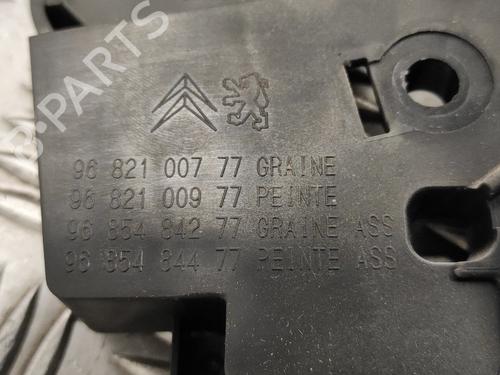 B-PARTS
96 821 007 77 GRAINE
96 821 009 77 PEINTE
96 854 842 77 GRAINE ASS
96 854 844 77 PEINTE ASS